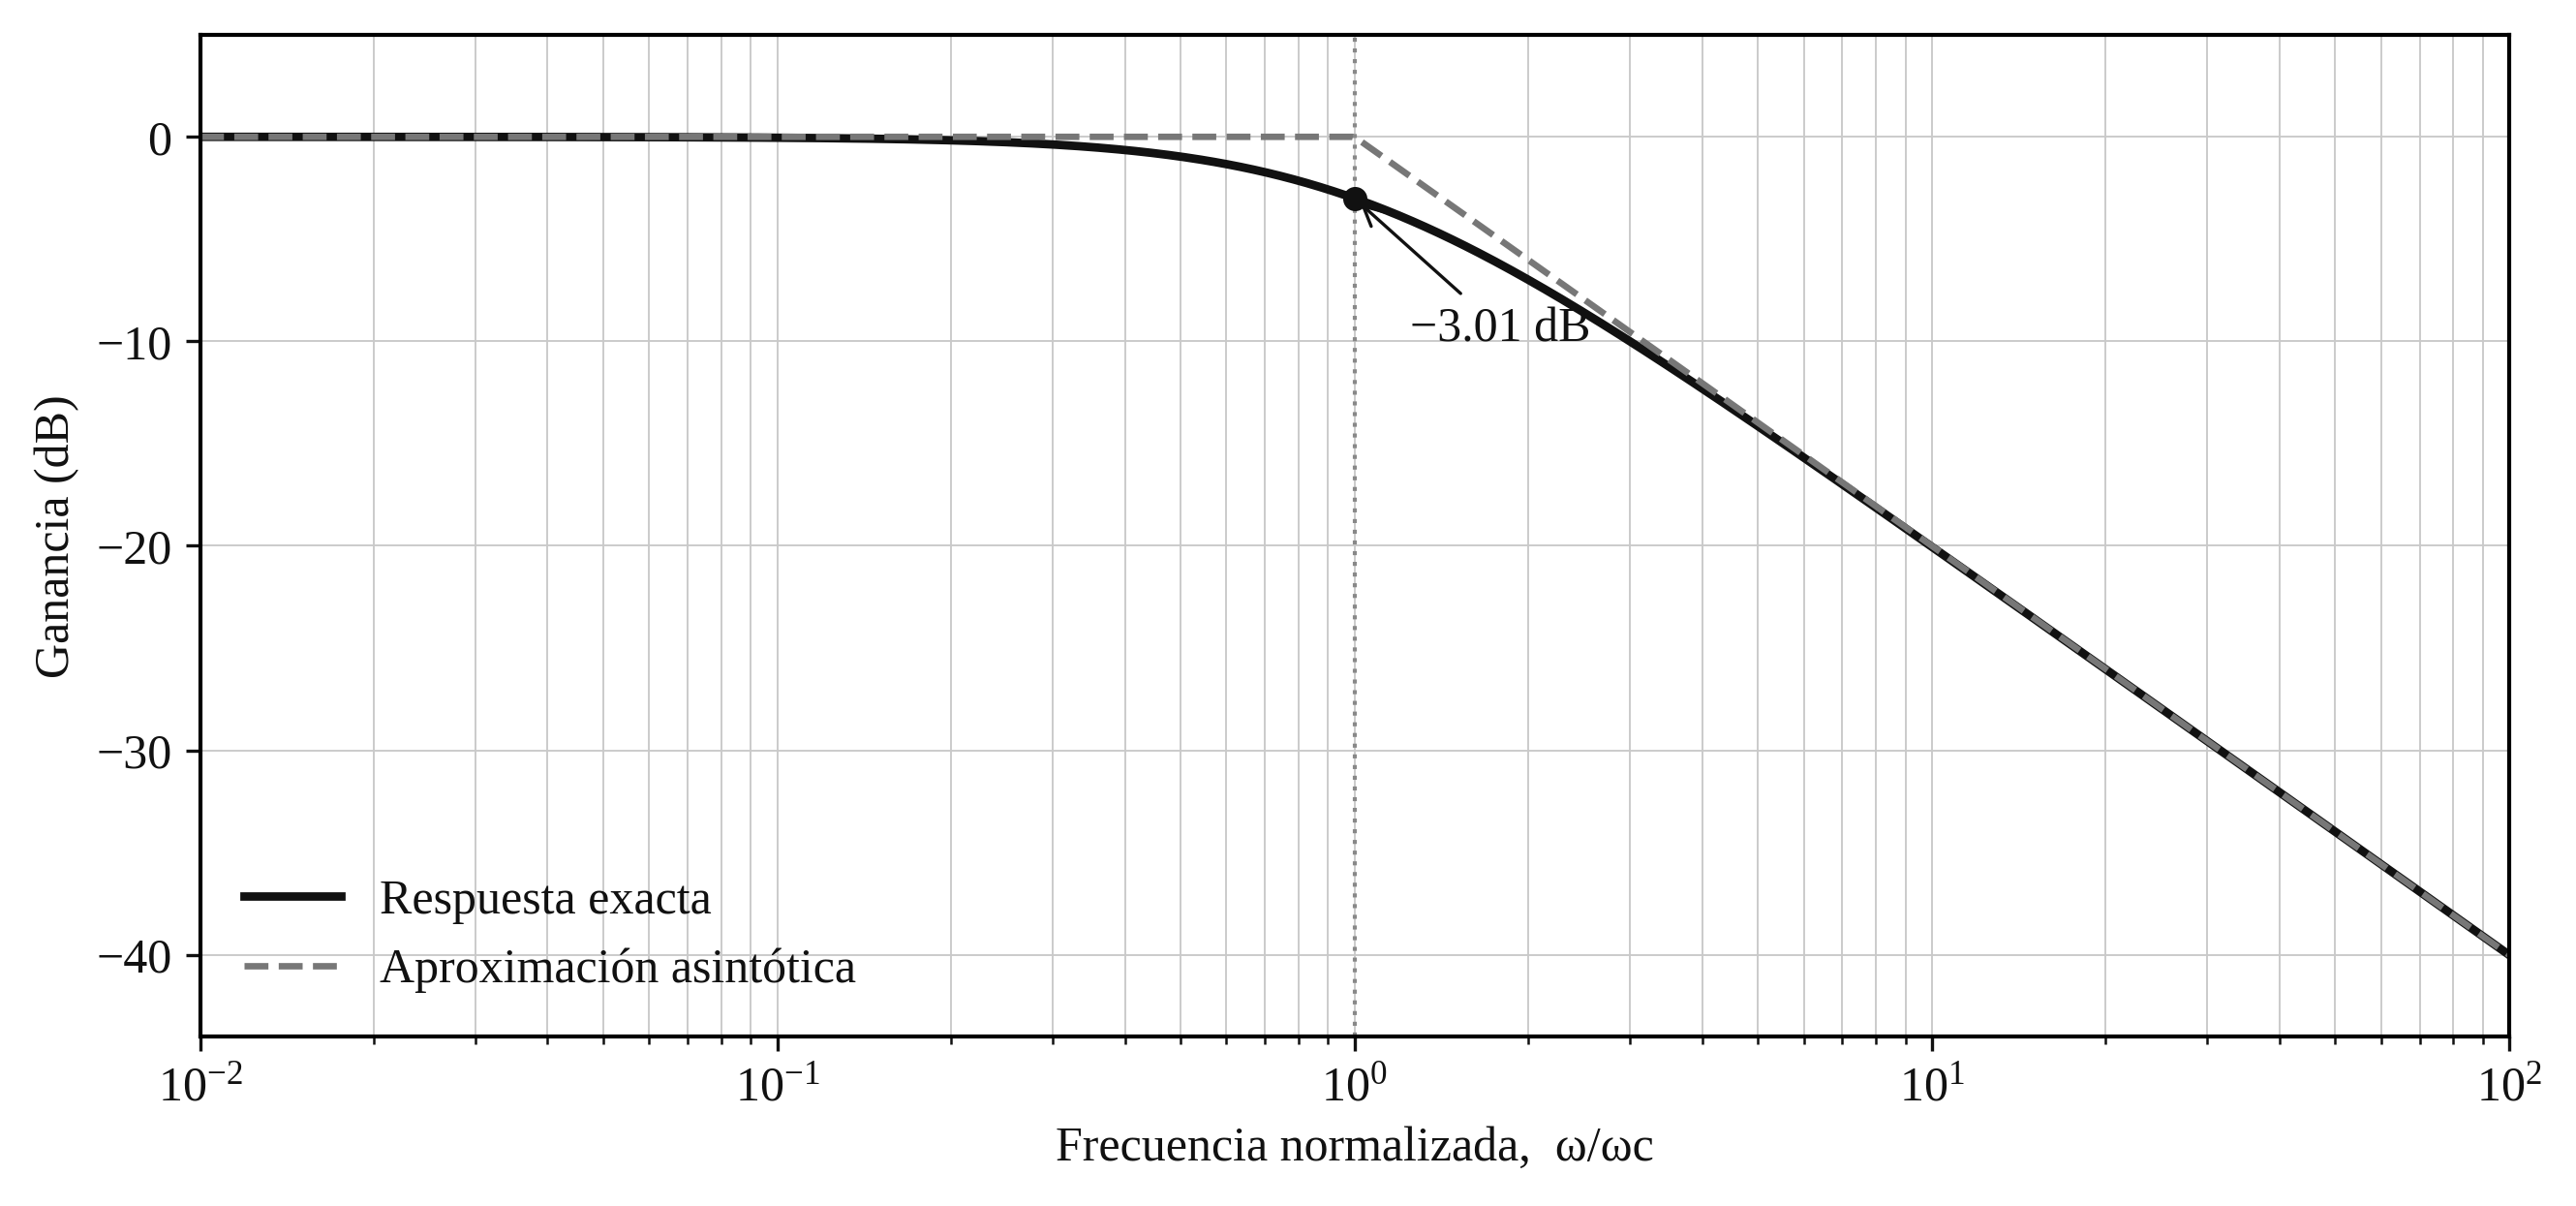 0
−10
−20
−30
−40
Ganancia (dB)
−3.01 dB
Respuesta exacta
Aproximación asintótica
10⁻² 10⁻¹ 10⁰ 10¹ 10²
Frecuencia normalizada, ω/ωc